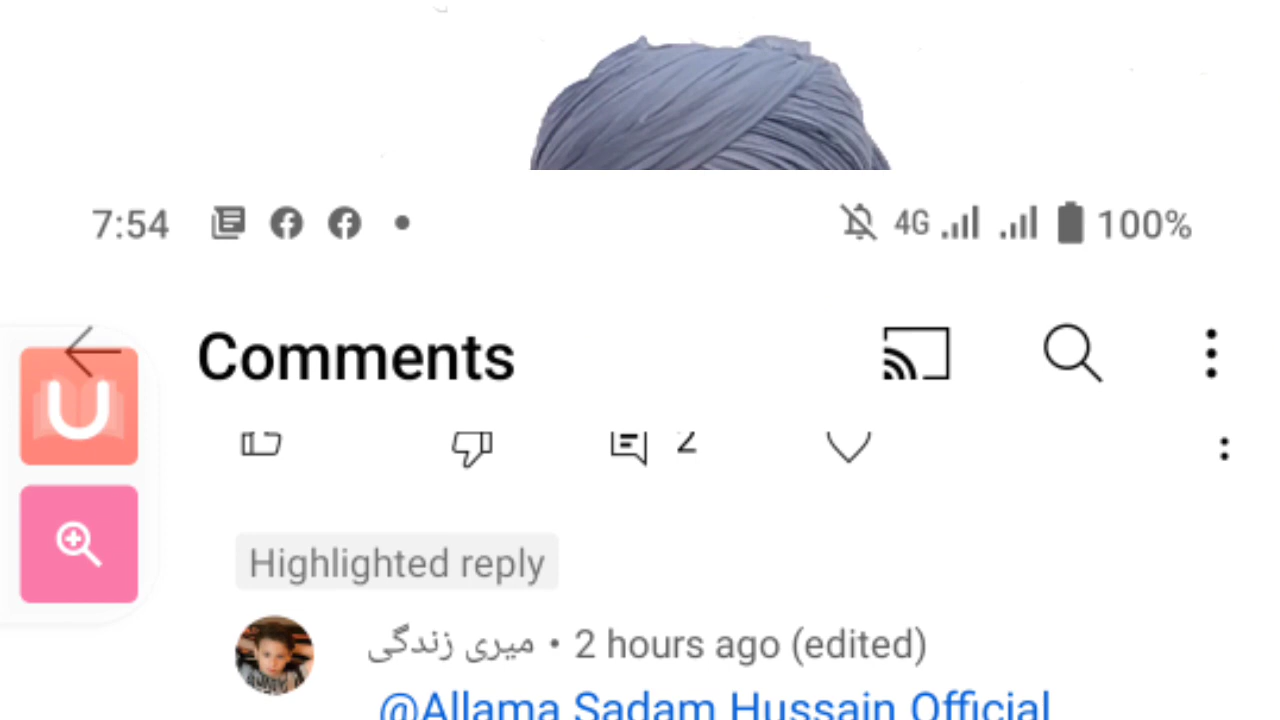 7:54 4G 100%
Comments
2
Highlighted reply
میری زندگی • 2 hours ago (edited)
@Allama Sadam Hussain Official